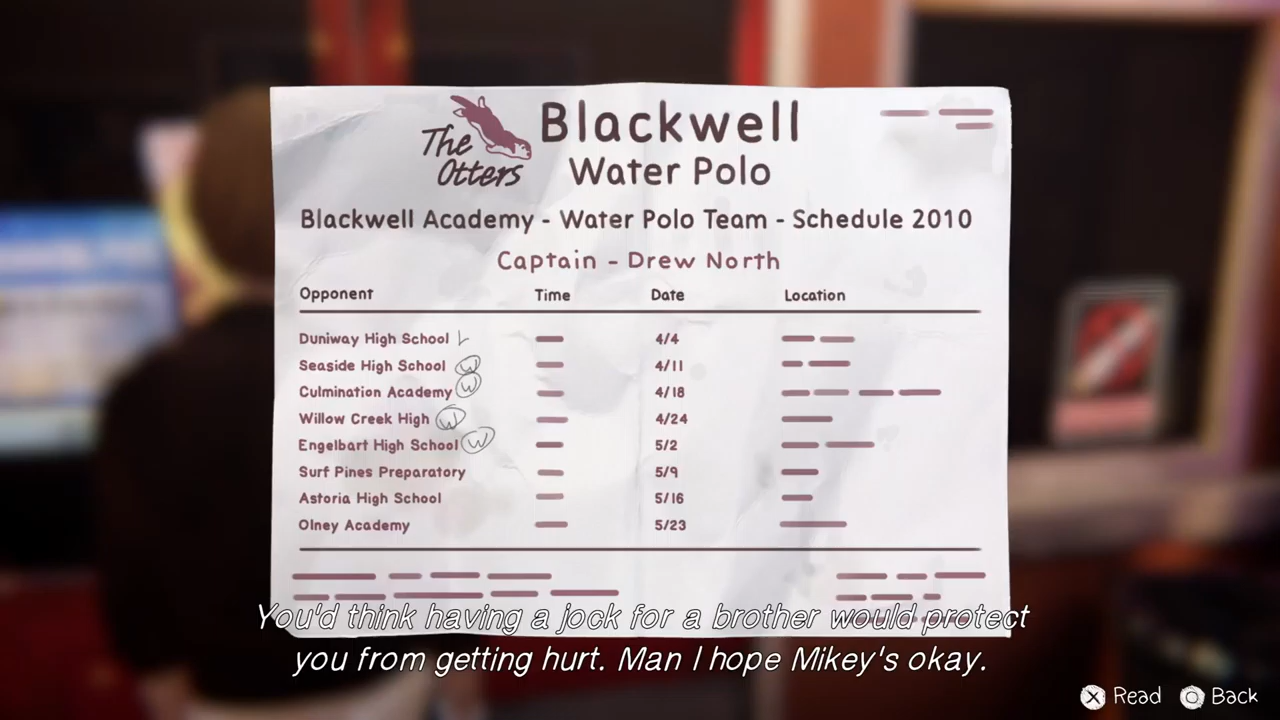 The Otters
Blackwell
Water Polo
Blackwell Academy - Water Polo Team - Schedule 2010
Captain - Drew North
Opponent Time Date Location
Duniway High School L 4/4
Seaside High School W 4/11
Culmination Academy W 4/18
Willow Creek High W 4/24
Engelbart High School W 5/2
Surf Pines Preparatory 5/9
Astoria High School 5/16
Olney Academy 5/23
You'd think having a jock for a brother would protect
you from getting hurt. Man I hope Mikey's okay.
Read Back